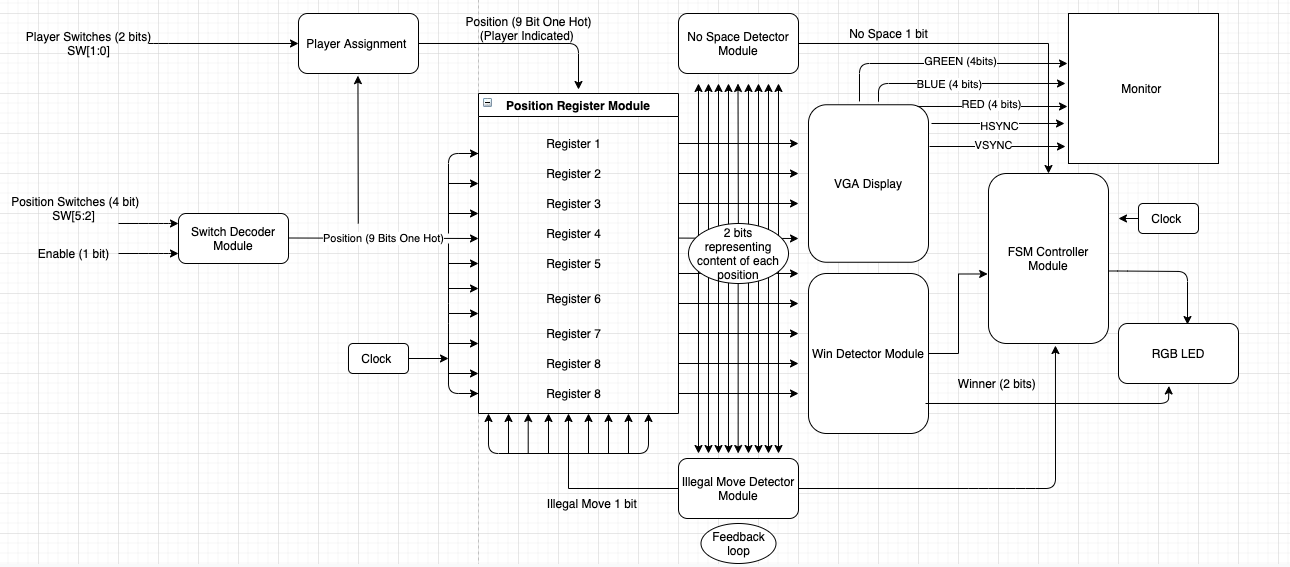 Player Switches (2 bits)
SW[1:0]
Player Assignment
Position (9 Bit One Hot)
(Player Indicated)
No Space Detector
Module
No Space 1 bit
GREEN (4bits)
BLUE (4 bits)
RED (4 bits)
HSYNC
VSYNC
Monitor
Position Register Module
Register 1
Register 2
Register 3
Register 4
Register 5
Register 6
Register 7
Register 8
Register 8
VGA Display
Position Switches (4 bit)
SW[5:2]
Enable (1 bit)
Switch Decoder
Module
Position (9 Bits One Hot)
2 bits
representing
content of each
position
Clock
FSM Controller
Module
Clock
Win Detector Module
RGB LED
Winner (2 bits)
Illegal Move Detector
Module
Illegal Move 1 bit
Feedback
loop